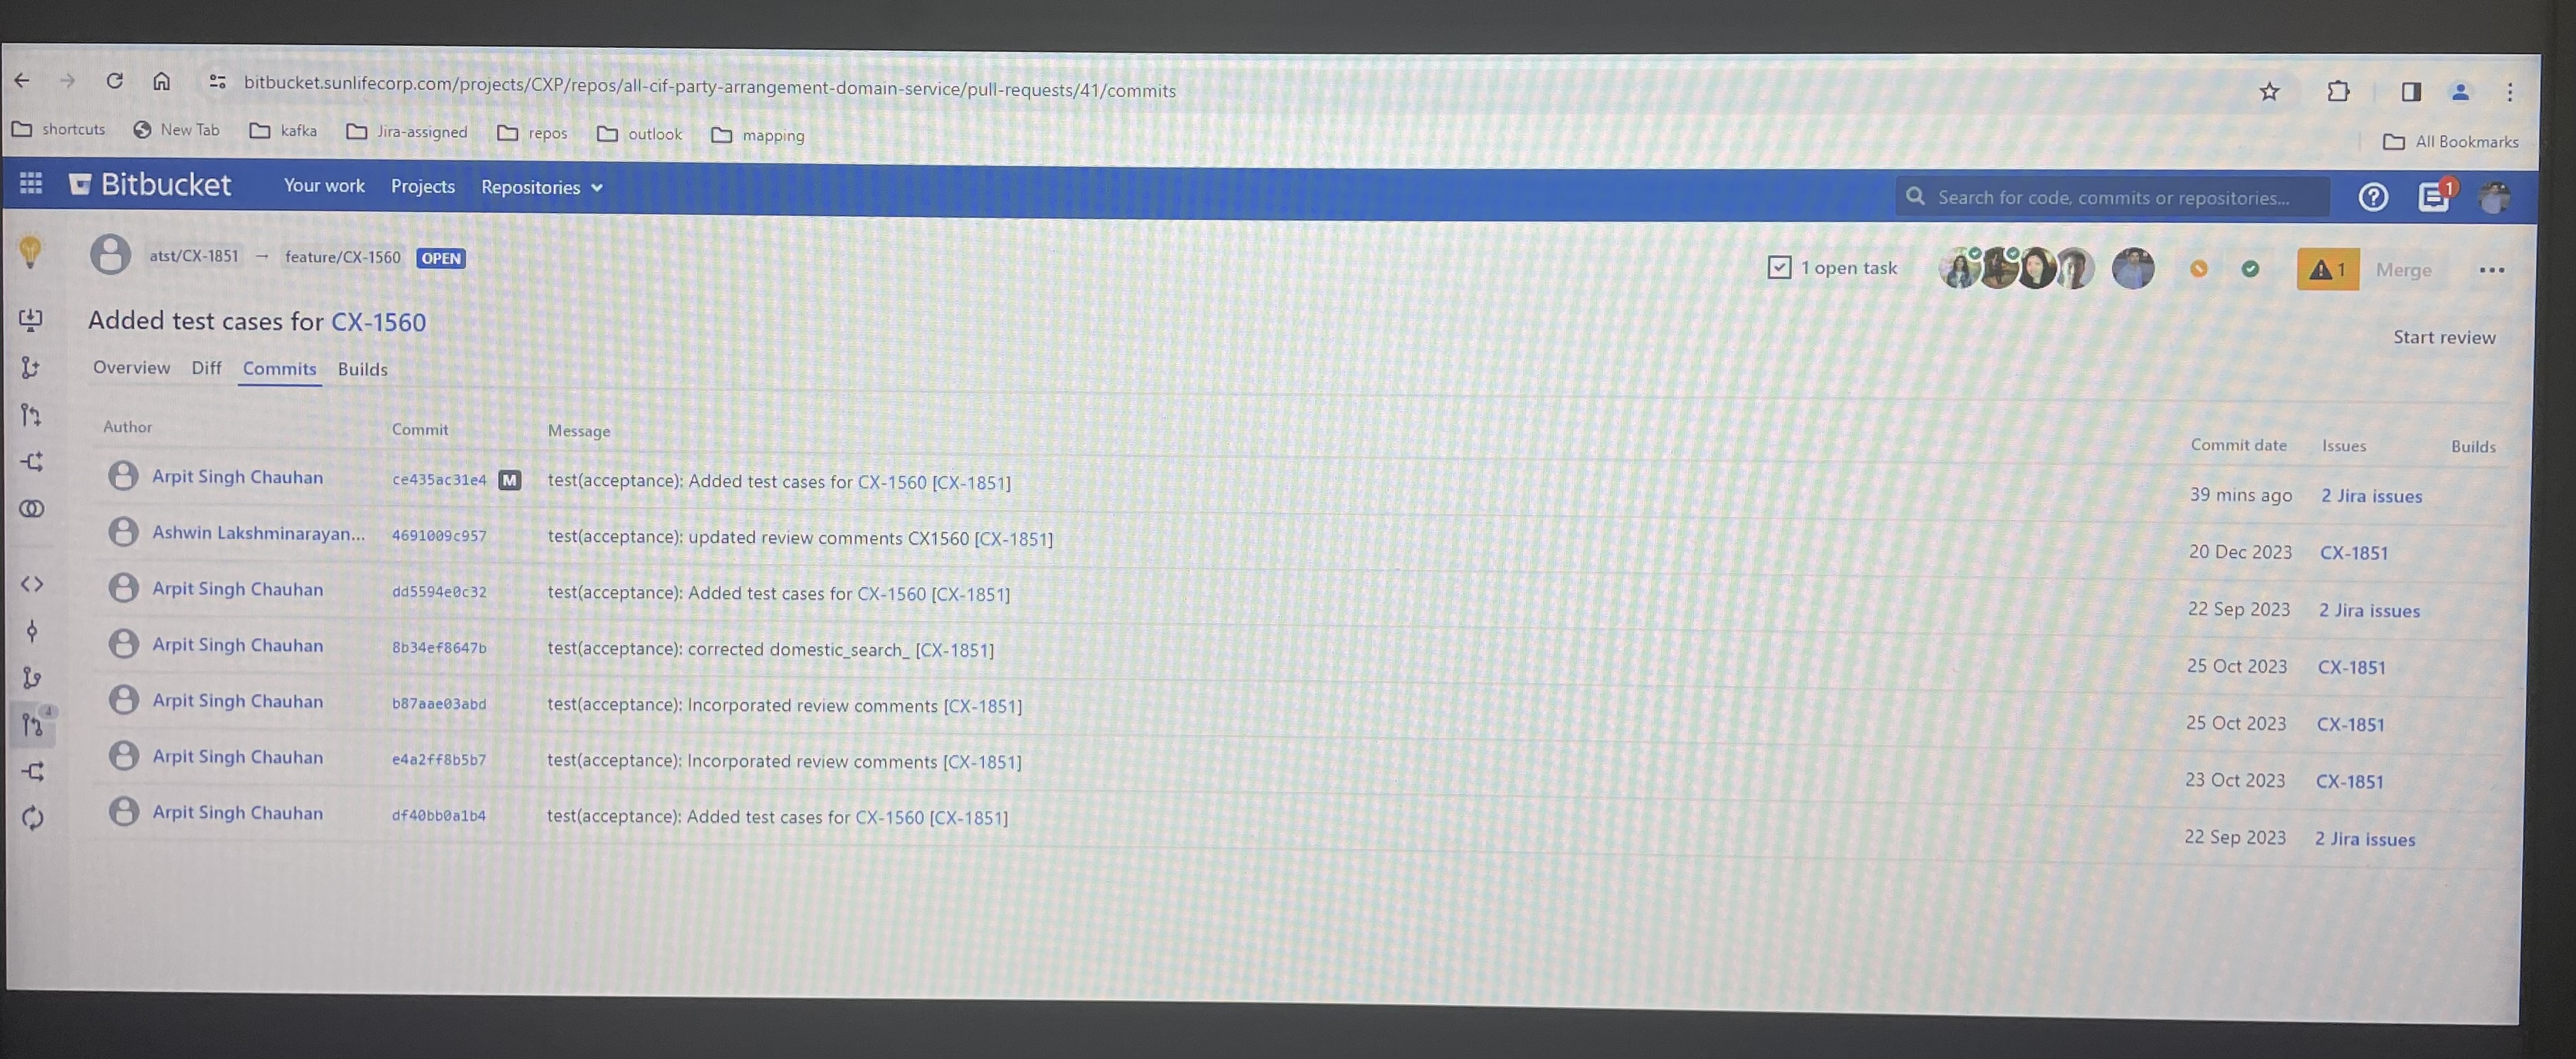 bitbucket.sunlifecorp.com/projects/CXP/repos/all-cif-party-arrangement-domain-service/pull-requests/41/commits
shortcuts New Tab kafka Jira-assigned repos outlook mapping All Bookmarks
Bitbucket Your work Projects Repositories Search for code, commits or repositories... 1
atst/CX-1851 → feature/CX-1560 OPEN 1 open task 1 Merge
Added test cases for CX-1560
Start review
Overview Diff Commits Builds
Author Commit Message Commit date Issues Builds
Arpit Singh Chauhan ce435ac31e4 M test(acceptance): Added test cases for CX-1560 [CX-1851] 39 mins ago 2 Jira issues
Ashwin Lakshminarayan... 4691009c957 test(acceptance): updated review comments CX1560 [CX-1851] 20 Dec 2023 CX-1851
Arpit Singh Chauhan dd5594e0c32 test(acceptance): Added test cases for CX-1560 [CX-1851] 22 Sep 2023 2 Jira issues
Arpit Singh Chauhan 8b34ef8647b test(acceptance): corrected domestic_search_ [CX-1851] 25 Oct 2023 CX-1851
Arpit Singh Chauhan b87aae03abd test(acceptance): Incorporated review comments [CX-1851] 25 Oct 2023 CX-1851
4
Arpit Singh Chauhan e4a2ff8b5b7 test(acceptance): Incorporated review comments [CX-1851] 23 Oct 2023 CX-1851
Arpit Singh Chauhan df40bb0a1b4 test(acceptance): Added test cases for CX-1560 [CX-1851] 22 Sep 2023 2 Jira issues